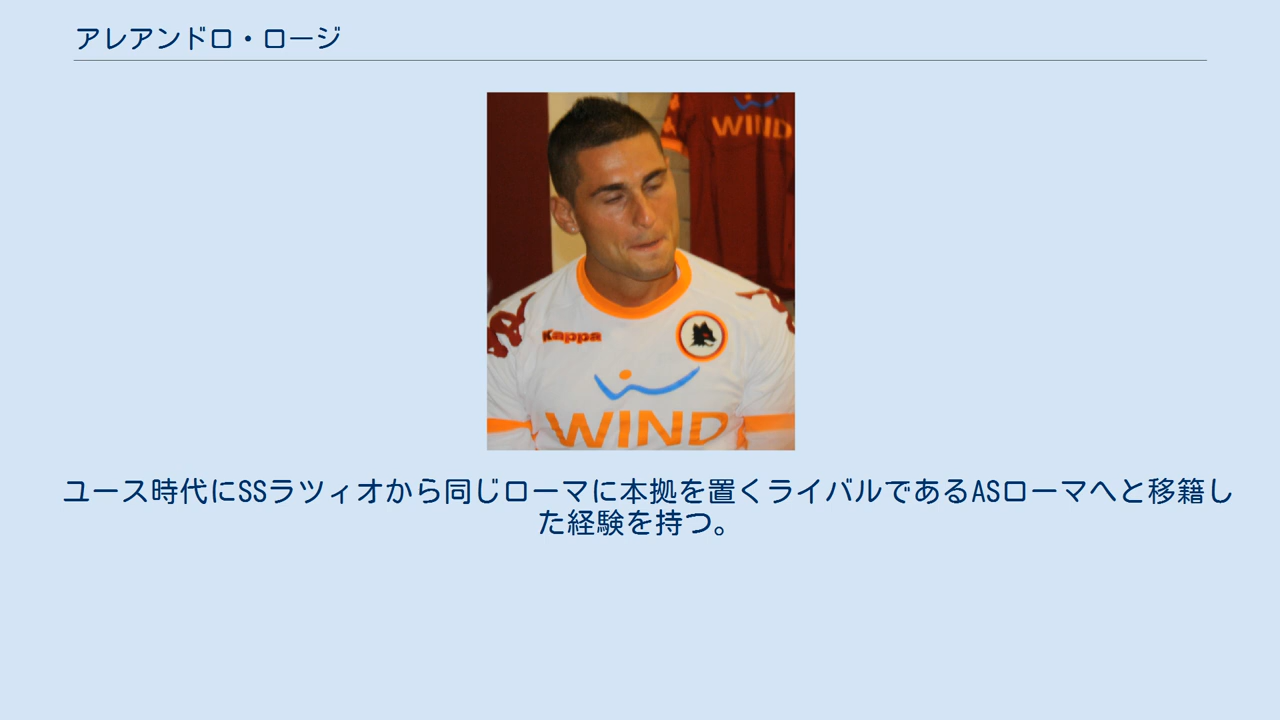 アレアンドロ・ロージ
WIND
Kappa
WIND
ユース時代にSSラツィオから同じローマに本拠を置くライバルであるASローマへと移籍し
た経験を持つ。